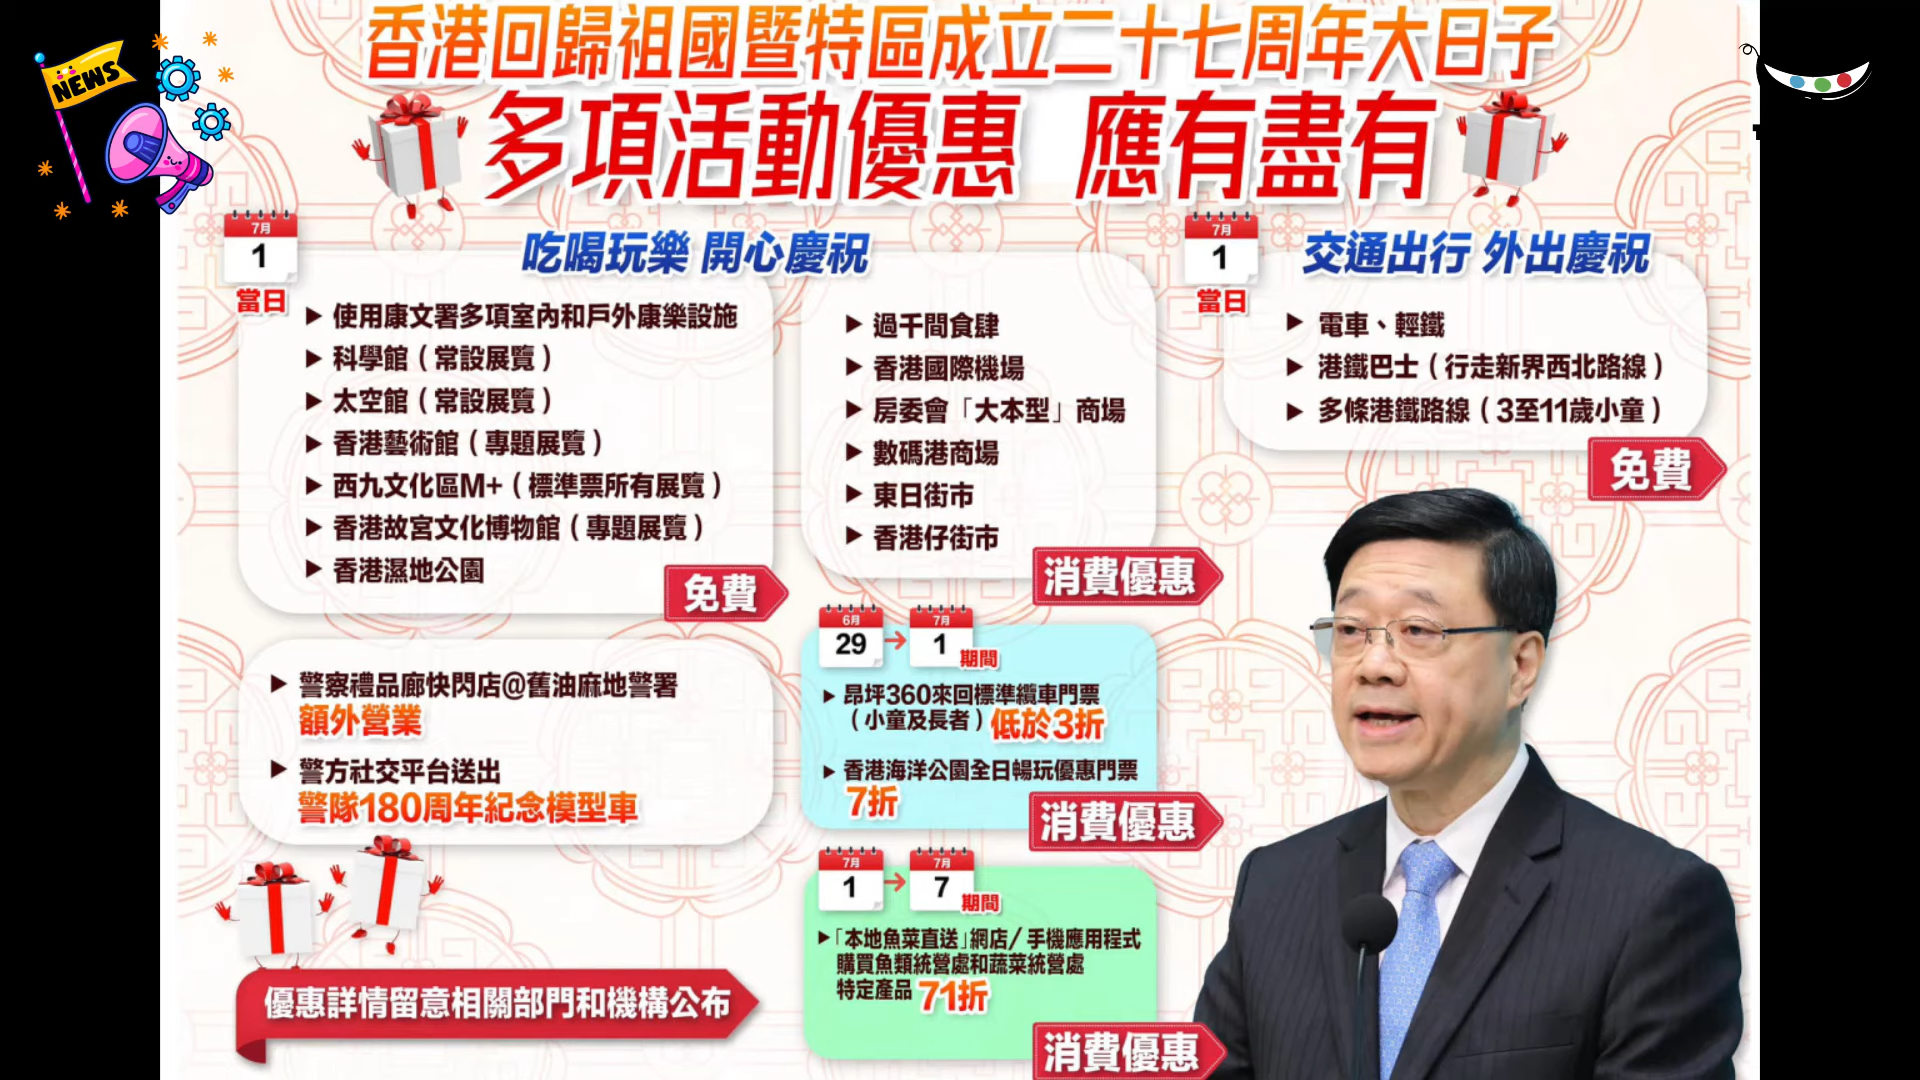 NEWS
香港回歸祖國暨特區成立二十七周年大日子
多項活動優惠 應有盡有
7月
1
當日
吃喝玩樂 開心慶祝
使用康文署多項室內和戶外康樂設施
科學館（常設展覽）
太空館（常設展覽）
香港藝術館（專題展覽）
西九文化區M+（標準票所有展覽）
香港故宮文化博物館（專題展覽）
香港濕地公園
免費
過千間食肆
香港國際機場
房委會「大本型」商場
數碼港商場
東日街市
香港仔街市
消費優惠
7月
1
當日
交通出行 外出慶祝
電車、輕鐵
港鐵巴士（行走新界西北路線）
多條港鐵路線（3至11歲小童）
免費
警察禮品廊快閃店@舊油麻地警署
額外營業
警方社交平台送出
警隊180周年紀念模型車
6月
29
7月
1
期間
昂坪360來回標準纜車門票
（小童及長者）低於3折
香港海洋公園全日暢玩優惠門票
7折
消費優惠
7月
1
7月
7
期間
「本地魚菜直送」網店/手機應用程式
購買魚類統營處和蔬菜統營處
特定產品 71折
消費優惠
優惠詳情留意相關部門和機構公布